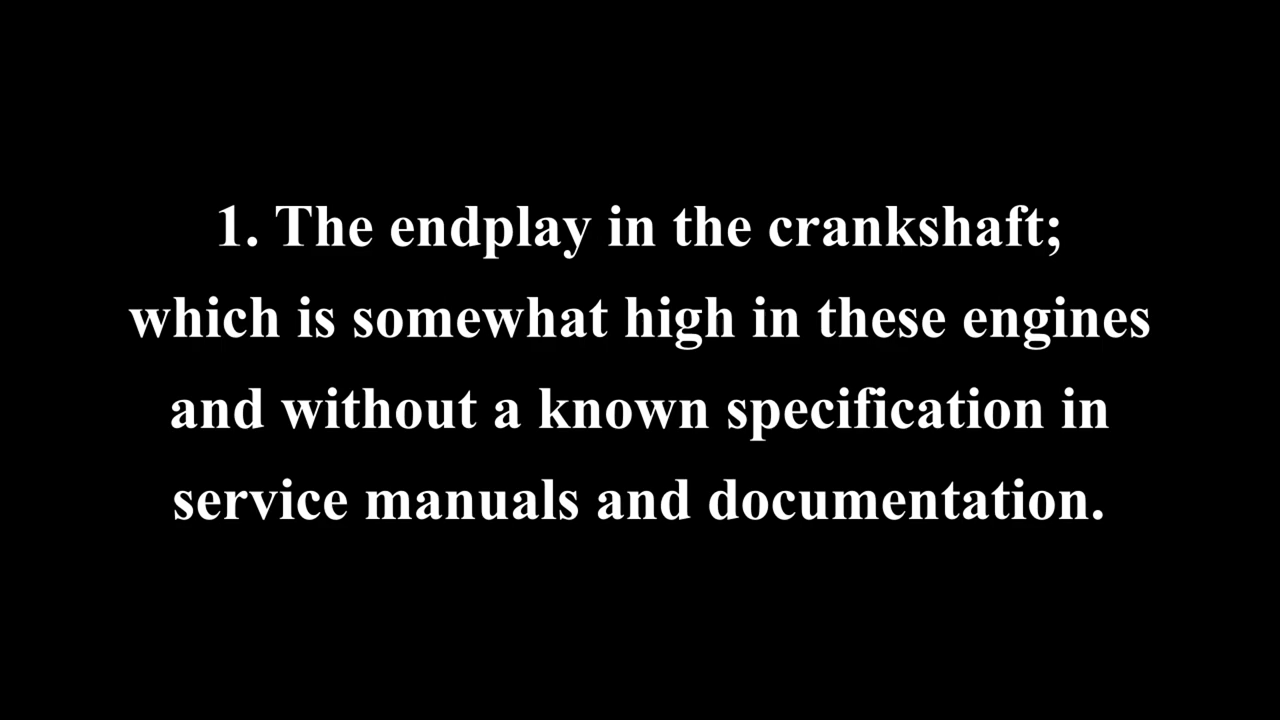 1. The endplay in the crankshaft;
which is somewhat high in these engines
and without a known specification in
service manuals and documentation.